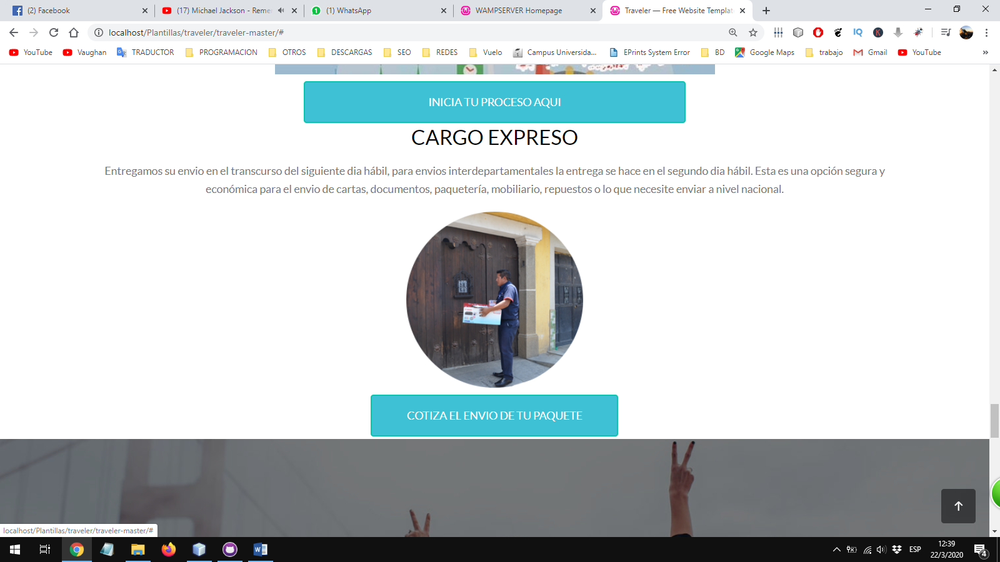 (2) Facebook
(17) Michael Jackson - Reme
(1) WhatsApp
WAMPSERVER Homepage
Traveler — Free Website Templat
localhost/Plantillas/traveler/traveler-master/#
YouTube
Vaughan
TRADUCTOR
PROGRAMACION
OTROS
DESCARGAS
SEO
REDES
Vuelo
Campus Universida...
EPrints System Error
BD
Google Maps
trabajo
Gmail
YouTube
INICIA TU PROCESO AQUI
CARGO EXPRESO
Entregamos su envio en el transcurso del siguiente dia hábil, para envios interdepartamentales la entrega se hace en el segundo dia hábil. Esta es una opción segura y
económica para el envio de cartas, documentos, paquetería, mobiliario, repuestos o lo que necesite enviar a nivel nacional.
COTIZA EL ENVIO DE TU PAQUETE
localhost/Plantillas/traveler/traveler-master/#
ESP
12:39
22/3/2020
4